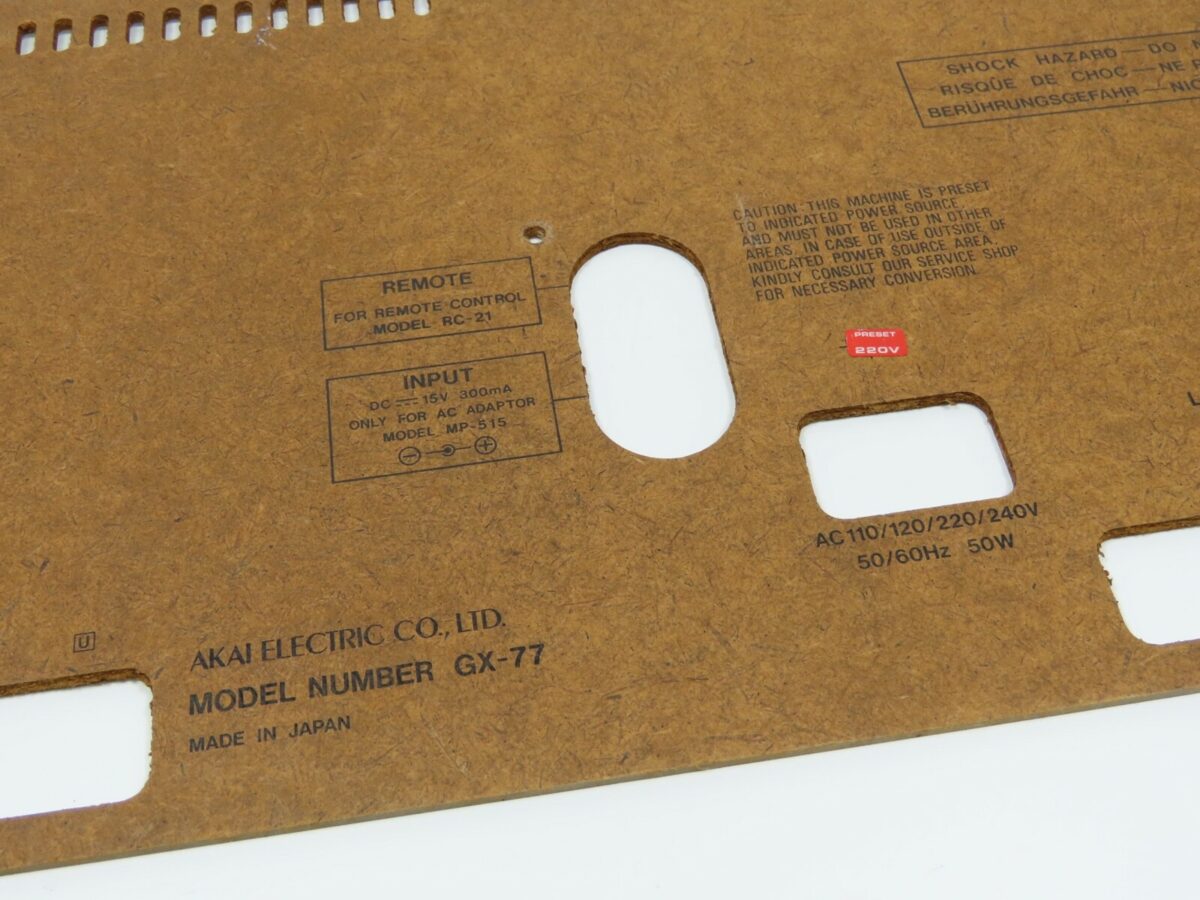 SHOCK HAZARD — DO
RISQUE DE CHOC — NE
BERÜHRUNGSGEFAHR —
CAUTION: THIS MACHINE IS PRESET
TO INDICATED POWER SOURCE,
AND MUST NOT BE USED IN OTHER
AREAS, IN CASE OF USE OUTSIDE OF
INDICATED POWER SOURCE AREA,
KINDLY CONSULT OUR SERVICE SHOP
FOR NECESSARY CONVERSION.
REMOTE
FOR REMOTE CONTROL
MODEL RC-21
PRESET
220V
INPUT
DC ⎓ 15V 300mA
ONLY FOR AC ADAPTOR
MODEL MP-515
AC 110/120/220/240V
50/60Hz 50W
U
AKAI ELECTRIC CO., LTD.
MODEL NUMBER GX-77
MADE IN JAPAN